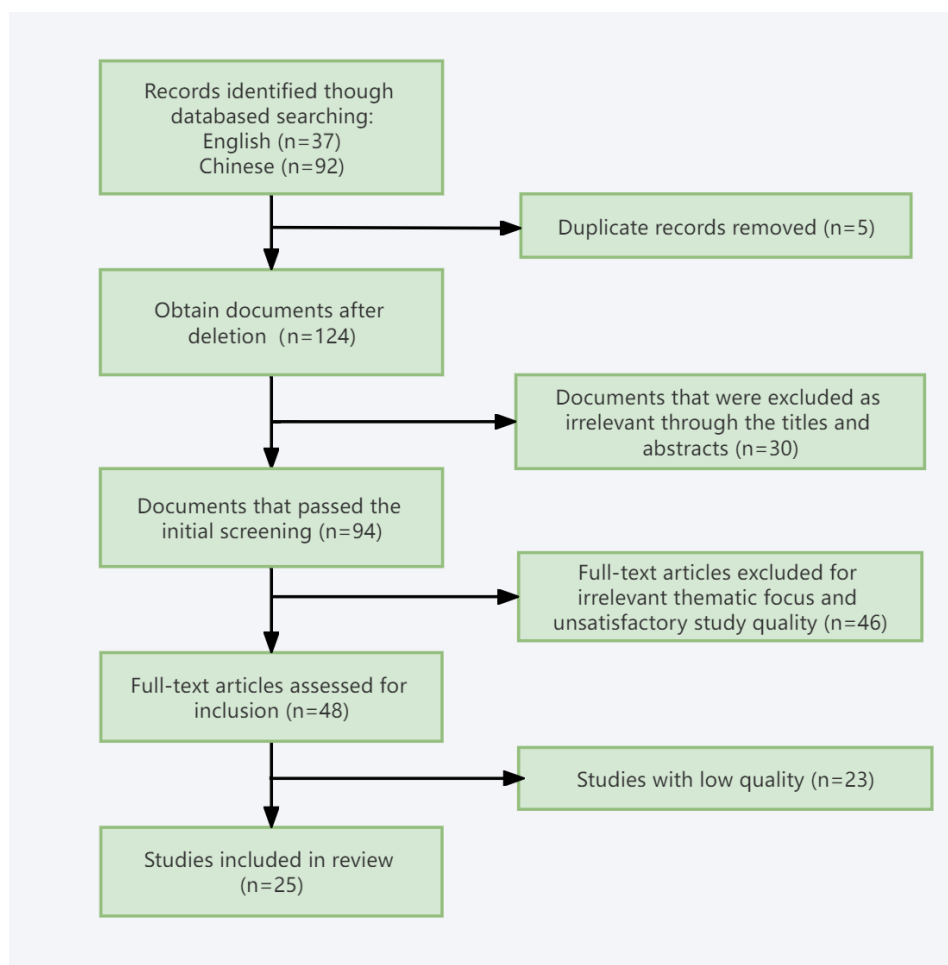 Records identified though
databased searching:
English (n=37)
Chinese (n=92)
Duplicate records removed (n=5)
Obtain documents after
deletion（n=124)
Documents that were excluded as
irrelevant through the titles and
abstracts (n=30)
Documents that passed the
initial screening (n=94)
Full-text articles excluded for
irrelevant thematic focus and
unsatisfactory study quality (n=46)
Full-text articles assessed for
inclusion (n=48)
Studies with low quality (n=23)
Studies included in review
(n=25)